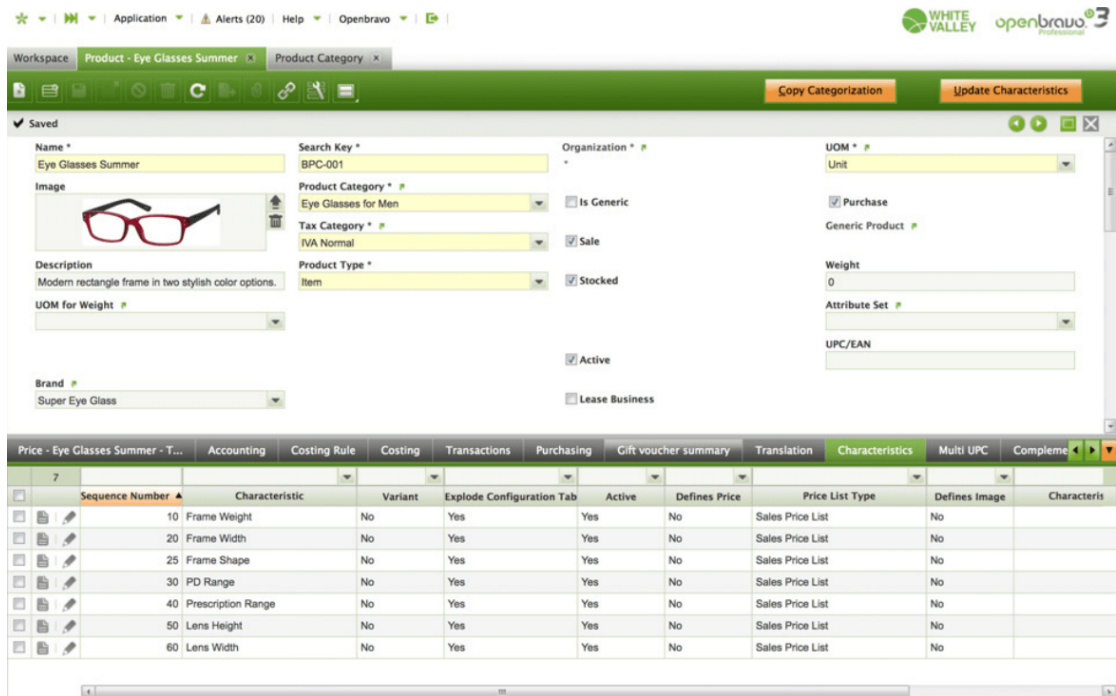 Application Alerts (20) Help Openbravo WHITE VALLEY openbravo 3 Professional
Workspace Product - Eye Glasses Summer Product Category
Copy Categorization Update Characteristics
Saved
Name * Search Key * Organization * UOM *
Eye Glasses Summer BPC-001 * Unit
Image Product Category *
Eye Glasses for Men Is Generic Purchase
Tax Category * Generic Product
IVA Normal Sale
Description Product Type * Weight
Modern rectangle frame in two stylish color options. Item Stocked 0
UOM for Weight Attribute Set
UPC/EAN
Active
Brand
Super Eye Glass Lease Business
Price - Eye Glasses Summer - T... Accounting Costing Rule Costing Transactions Purchasing Gift voucher summary Translation Characteristics Multi UPC Compleme
7
Sequence Number Characteristic Variant Explode Configuration Tab Active Defines Price Price List Type Defines Image Characteris
10 Frame Weight No Yes Yes No Sales Price List No
20 Frame Width No Yes Yes No Sales Price List No
25 Frame Shape No Yes Yes No Sales Price List No
30 PD Range No Yes Yes No Sales Price List No
40 Prescription Range No Yes Yes No Sales Price List No
50 Lens Height No Yes Yes No Sales Price List No
60 Lens Width No Yes Yes No Sales Price List No